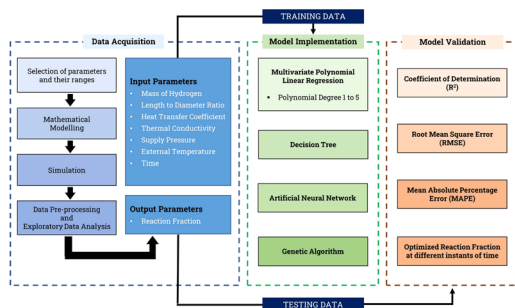 TRAINING DATA
Data Acquisition
Selection of parameters
and their ranges
Mathematical
Modelling
Simulation
Data Pre-processing
and
Exploratory Data Analysis
Input Parameters
• Mass of Hydrogen
• Length to Diameter Ratio
• Heat Transfer Coefficient
• Thermal Conductivity
• Supply Pressure
• External Temperature
• Time
Output Parameters
• Reaction Fraction
Model Implementation
Multivariate Polynomial
Linear Regression
• Polynomial Degree 1 to 5
Decision Tree
Artificial Neural Network
Genetic Algorithm
Model Validation
Coefficient of Determination
(R²)
Root Mean Square Error
(RMSE)
Mean Absolute Percentage
Error (MAPE)
Optimized Reaction Fraction
at different instants of time
TESTING DATA